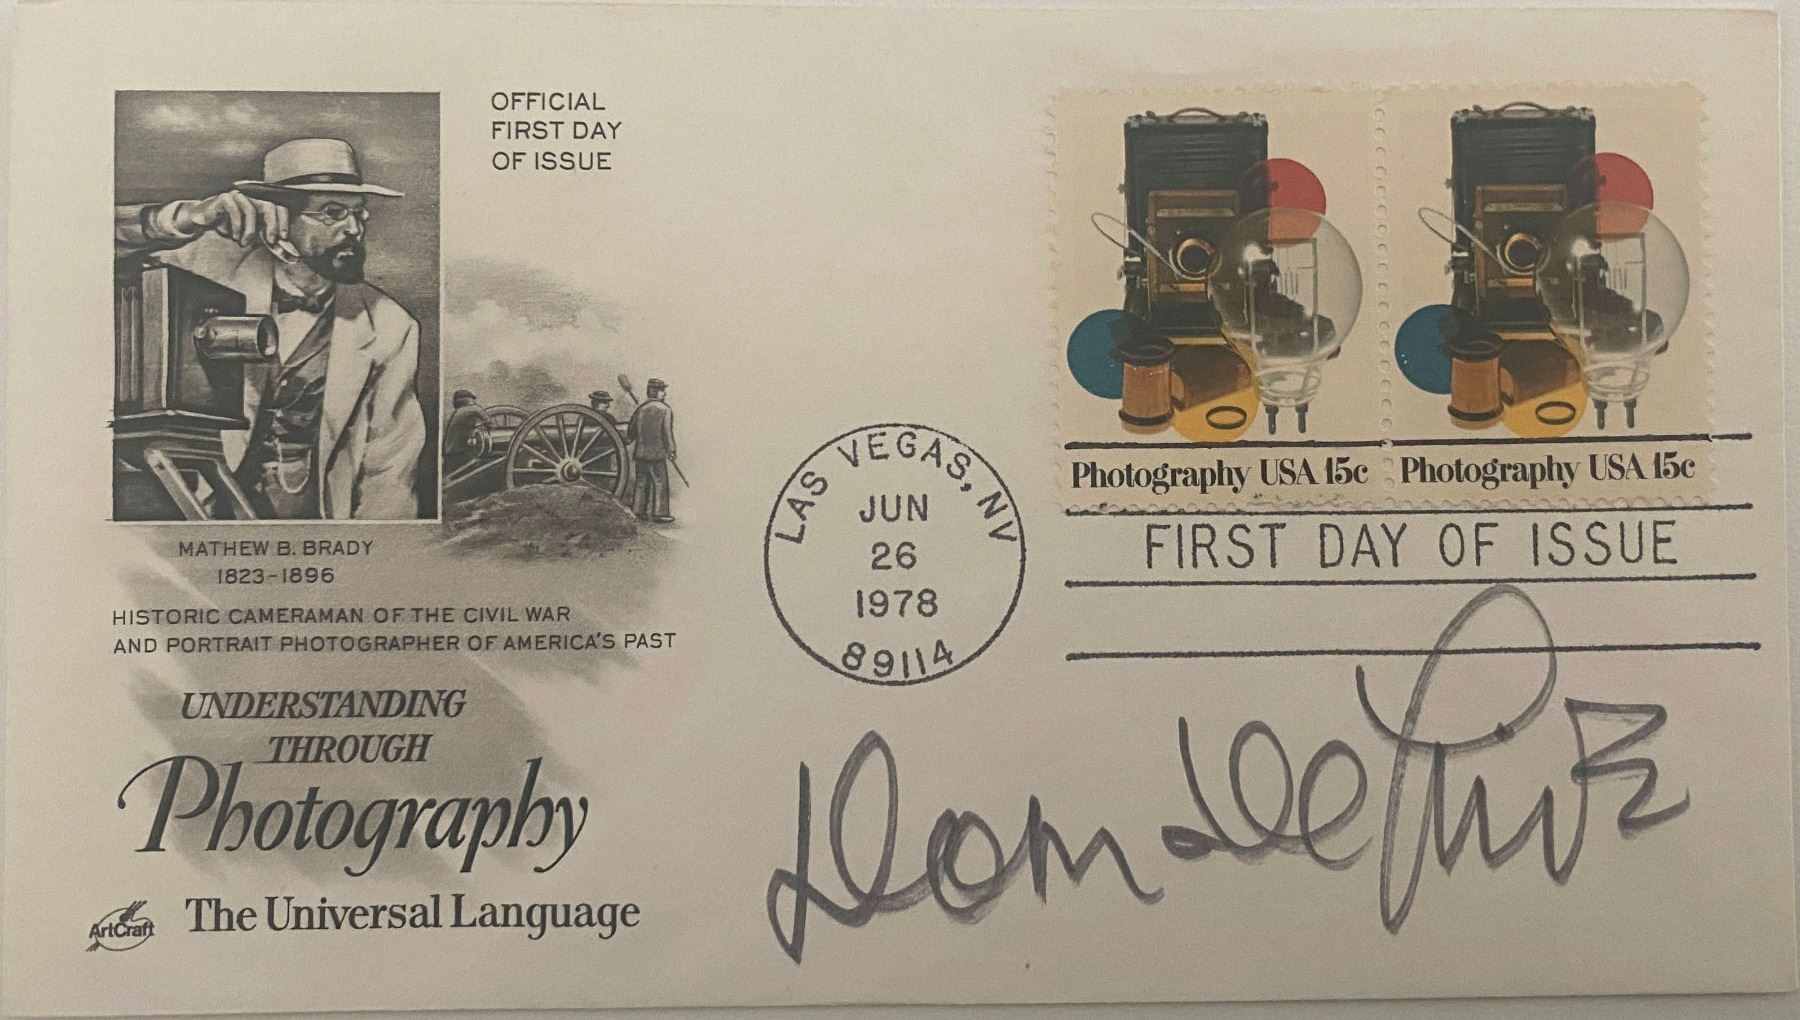 OFFICIAL
FIRST DAY
OF ISSUE
MATHEW B. BRADY
1823-1896
HISTORIC CAMERAMAN OF THE CIVIL WAR
AND PORTRAIT PHOTOGRAPHER OF AMERICA'S PAST
UNDERSTANDING
THROUGH
Photography
The Universal Language
ArtCraft
LAS VEGAS, NV
JUN
26
1978
89114
Photography USA 15c
Photography USA 15c
FIRST DAY OF ISSUE
Dom DeLuise